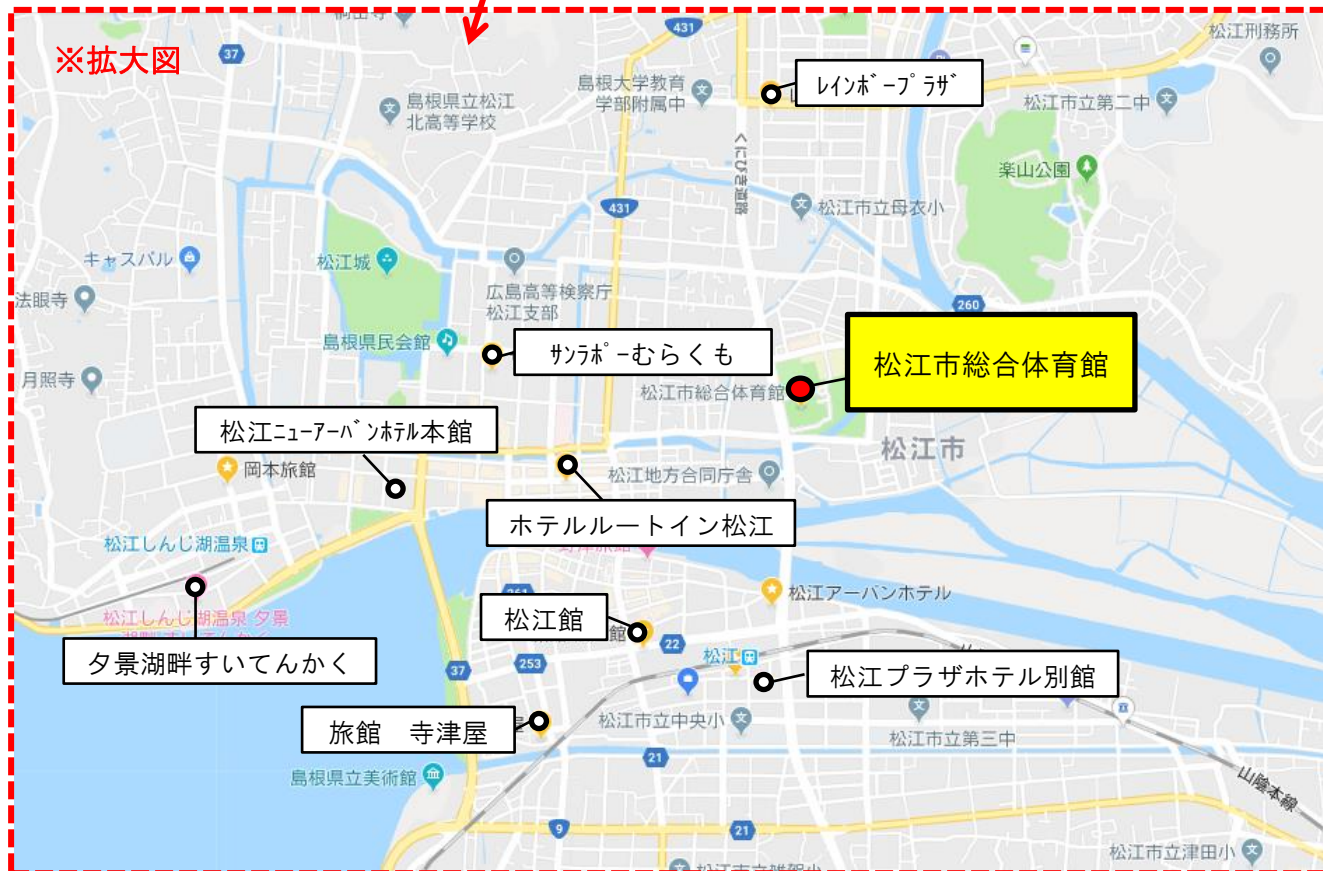 431
松江刑務所
※拡大図
37
島根大学教育
学部附属中
ﾚｲﾝﾎﾞｰﾌﾟﾗｻﾞ
島根県立松江
北高等学校
松江市立第二中
くにびき道路
楽山公園
431
松江市立母衣小
キャスパル
松江城
広島高等検察庁
松江支部
法眼寺
260
島根県民会館
ｻﾝﾗﾎﾟｰむらくも
松江市総合体育館
月照寺
松江市総合体育館
松江ﾆｭｰｱｰﾊﾞﾝﾎﾃﾙ本館
松江市
岡本旅館
松江地方合同庁舎
ホテルルートイン松江
松江しんじ湖温泉
松江アーバンホテル
261
松江しんじ湖温泉 夕景
松江館
館
22
夕景湖畔すいてんかく
松江
253
37
松江プラザホテル別館
旅館　寺津屋
松江市立中央小
松江市立第三中
21
島根県立美術館
山陰本線
9
21
松江市立津田小